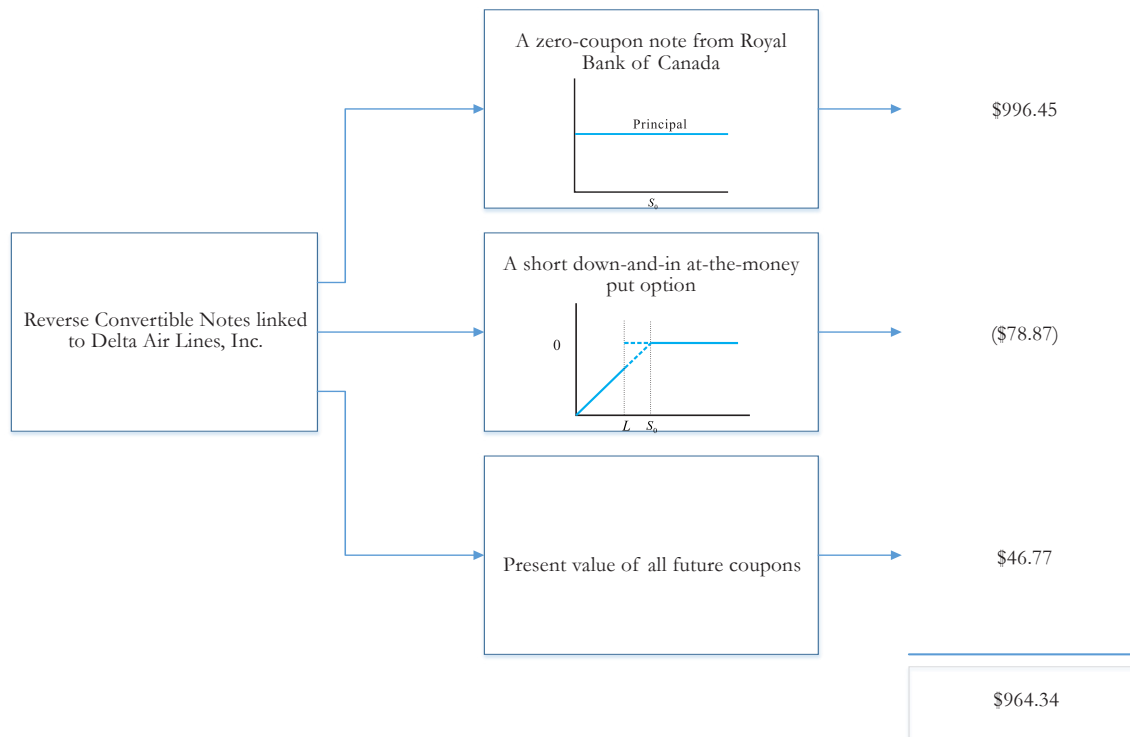 A zero-coupon note from Royal
Bank of Canada
Principal
S0
$996.45
Reverse Convertible Notes linked
to Delta Air Lines, Inc.
A short down-and-in at-the-money
put option
0
L S0
($78.87)
Present value of all future coupons
$46.77
$964.34